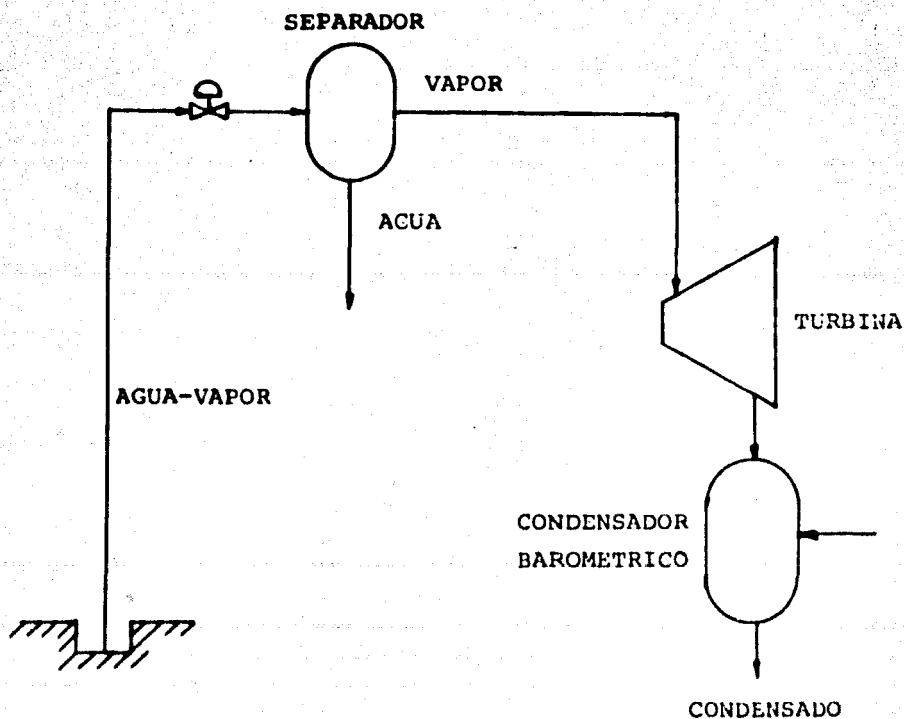 SEPARADOR
VAPOR
ACUA
TURBINA
AGUA-VAPOR
CONDENSADOR
BAROMETRICO
CONDENSADO